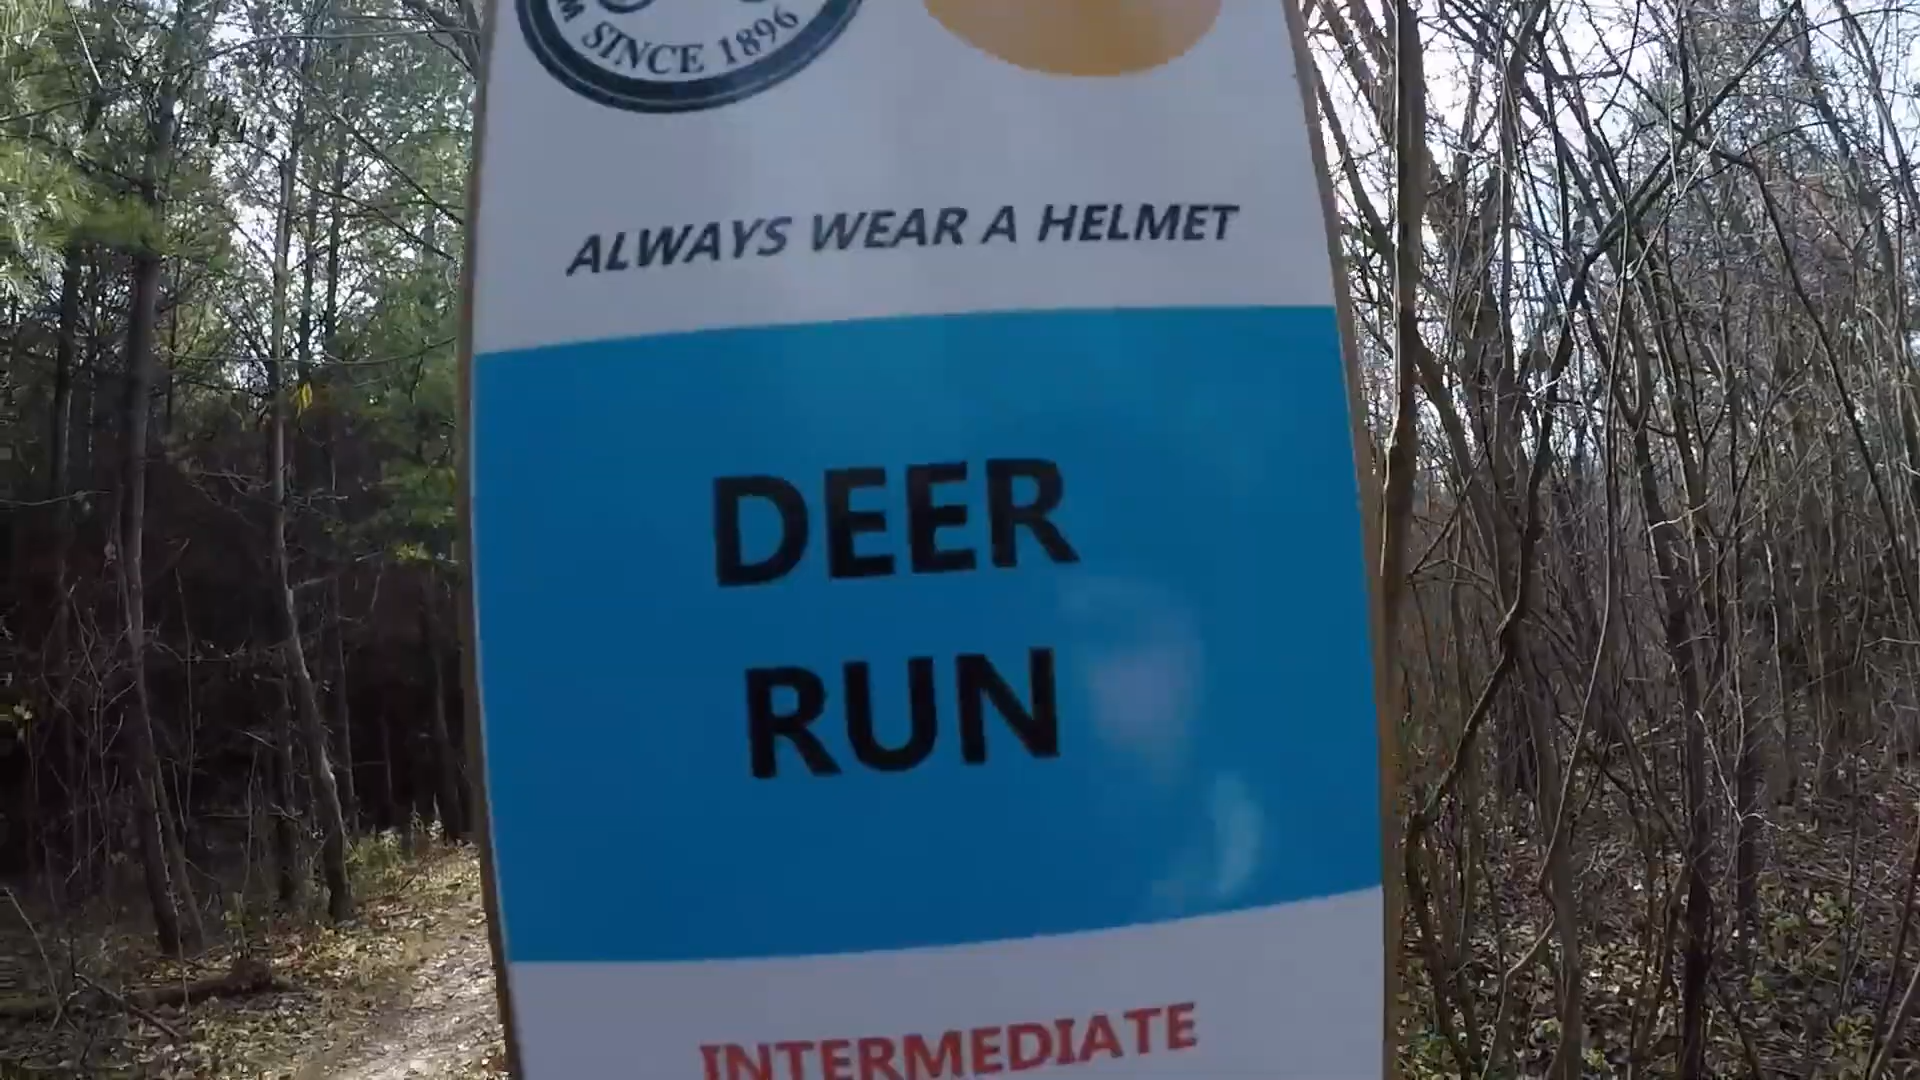 SINCE 1896
ALWAYS WEAR A HELMET
DEER
RUN
INTERMEDIATE